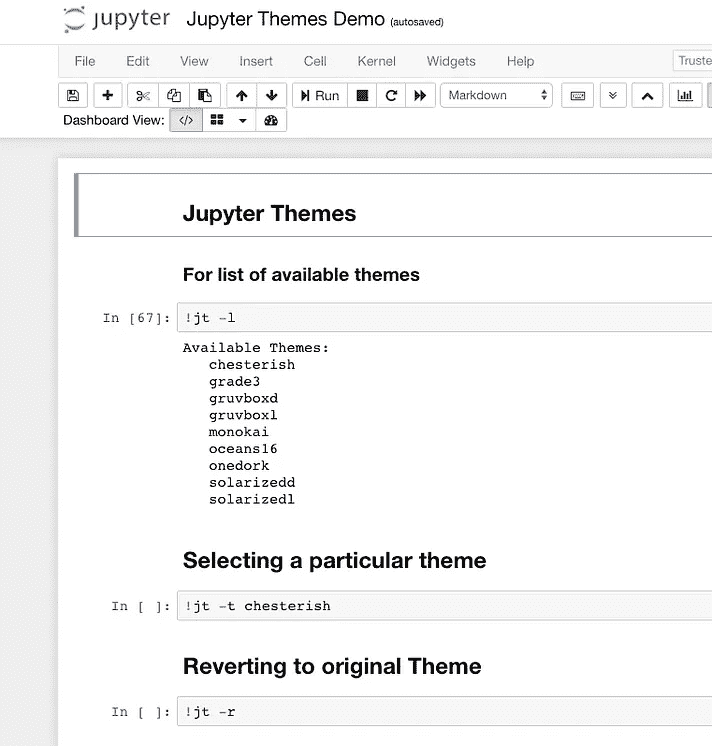 jupyter Jupyter Themes Demo (autosaved)
File Edit View Insert Cell Kernel Widgets Help Truste
Run Markdown
Dashboard View: </>
Jupyter Themes
For list of available themes
In [67]: !jt -l
Available Themes:
chesterish
grade3
gruvboxd
gruvboxl
monokai
oceans16
onedork
solarizedd
solarizedl
Selecting a particular theme
In [ ]: !jt -t chesterish
Reverting to original Theme
In [ ]: !jt -r